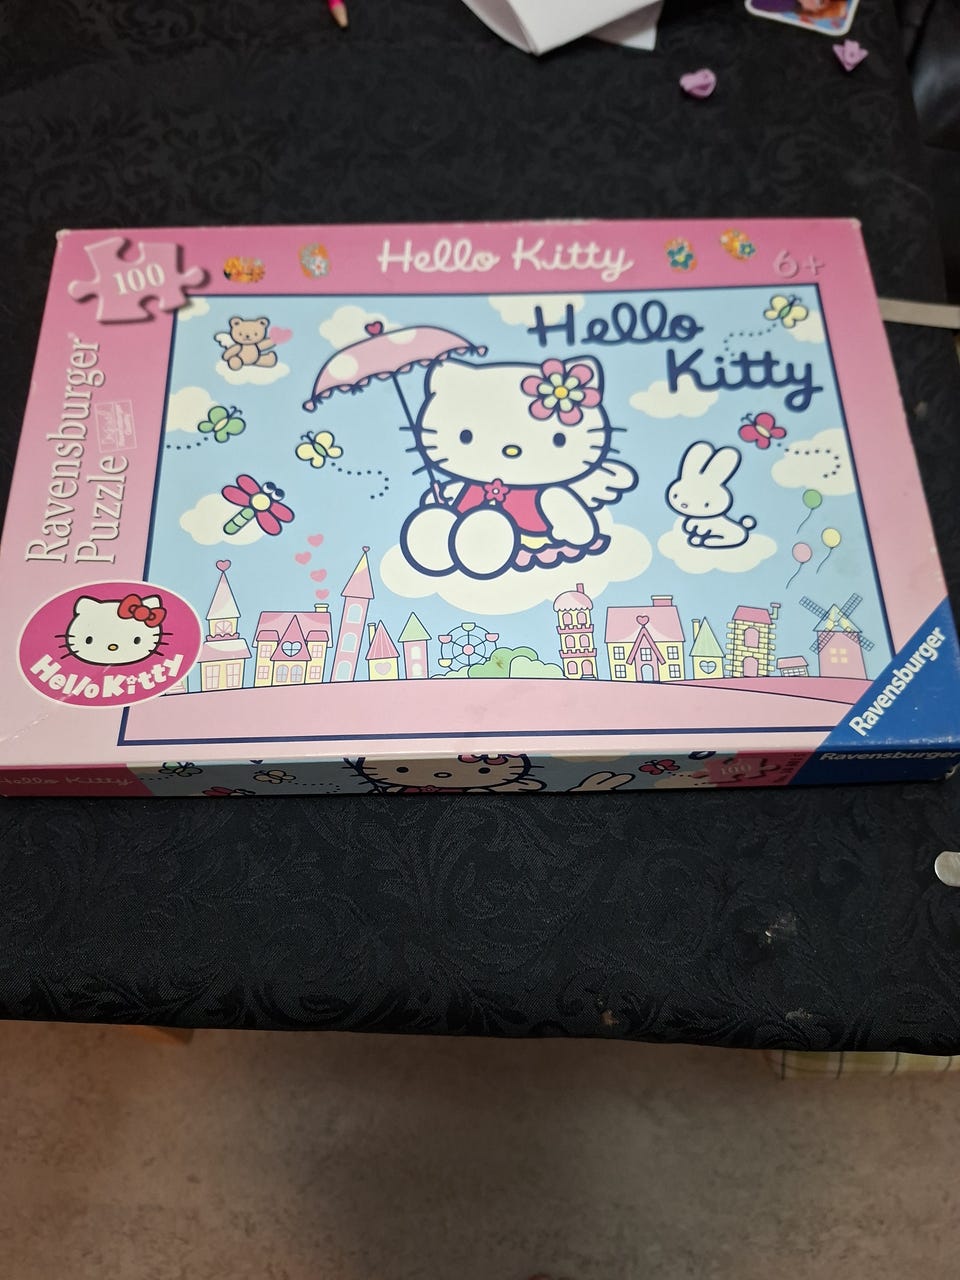 100
Hello Kitty
6+
Ravensburger
Puzzle
Hello
Kitty
Hello Kitty
Ravensburger
Hello Kitty
100
Ravensburger